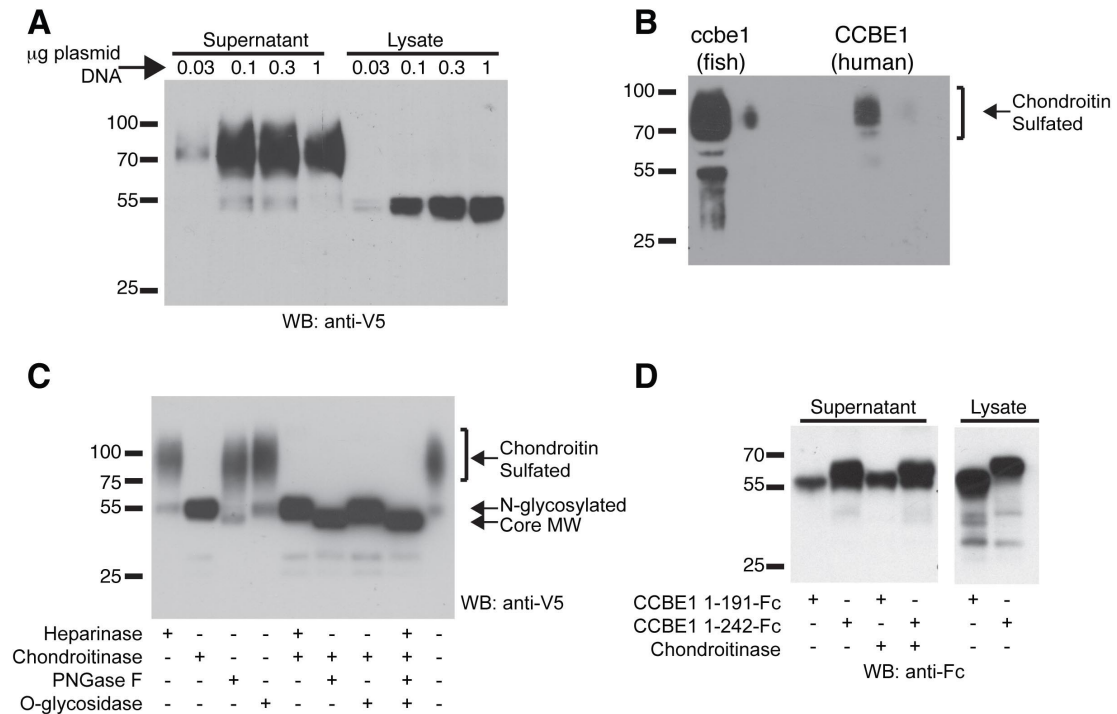 A
Supernatant Lysate
µg plasmid
DNA
0.03 0.1 0.3 1 0.03 0.1 0.3 1
100
70
55
25
WB: anti-V5
B
ccbe1
(fish)
CCBE1
(human)
100
70
55
25
Chondroitin
Sulfated
C
100
75
55
25
Chondroitin
Sulfated
N-glycosylated
Core MW
WB: anti-V5
Heparinase + - - - + - - + -
Chondroitinase - + - - + + + + -
PNGase F - - + - - + - + -
O-glycosidase - - - + - - + + -
D
Supernatant Lysate
70
55
25
CCBE1 1-191-Fc + - + - + -
CCBE1 1-242-Fc - + - + - +
Chondroitinase - - + + - -
WB: anti-Fc